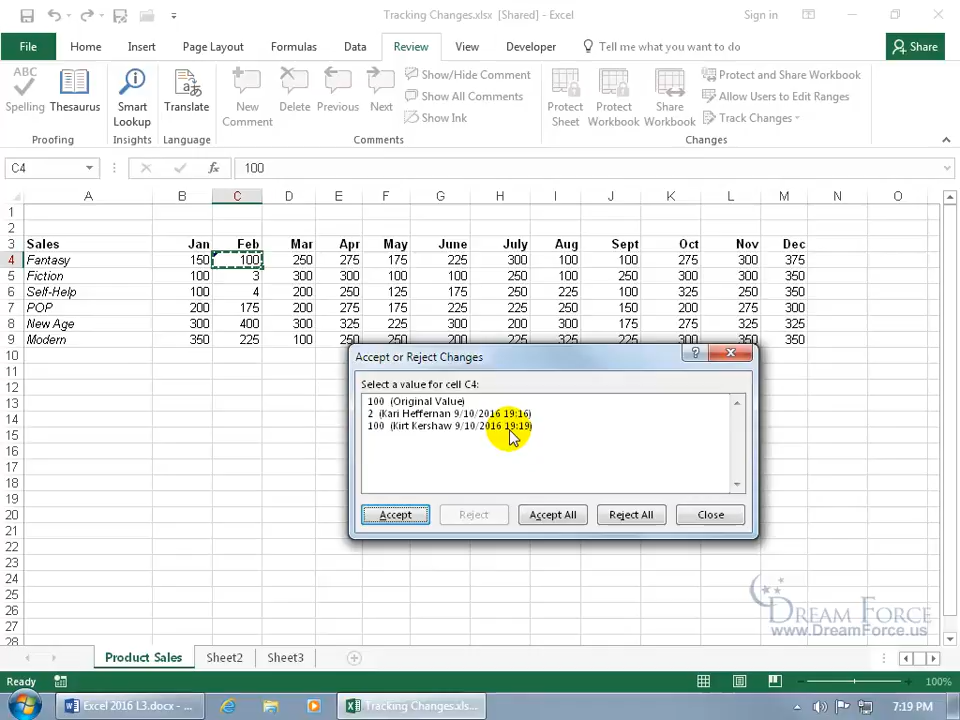 Tracking Changes.xlsx [Shared] - Excel
Sign in
File Home Insert Page Layout Formulas Data Review View Developer Tell me what you want to do Share
ABC
Spelling Thesaurus
Smart Lookup
Translate
New Comment
Delete Previous Next
Show/Hide Comment
Show All Comments
Show Ink
Protect Sheet
Protect Workbook
Share Workbook
Protect and Share Workbook
Allow Users to Edit Ranges
Track Changes
Proofing Insights Language Comments Changes
C4 fx 100
A B C D E F G H I J K L M N O
1
2
3 Sales Jan Feb Mar Apr May June July Aug Sept Oct Nov Dec
4 Fantasy 150 100 250 275 175 225 300 100 100 275 300 375
5 Fiction 100 3 300 300 100 100 250 100 250 300 300 350
6 Self-Help 100 4 200 250 125 175 250 225 100 325 250 350
7 POP 200 175 200 275 175 225 225 250 150 200 275 300
8 New Age 300 400 300 325 225 300 200 300 175 275 325 325
9 Modern 350 225 100 250 200 225 200 325 225 300 350 350
10
11
12
13
14
15
16
17
18
19
20
21
22
23
24
25
26
27
28
Accept or Reject Changes
?
Select a value for cell C4:
100 (Original Value)
2 (Kari Heffernan 9/10/2016 19:16)
100 (Kirt Kershaw 9/10/2016 19:19)
Accept Reject Accept All Reject All Close
DREAM FORCE
www.DreamForce.us
Product Sales Sheet2 Sheet3
Ready
100%
Excel 2016 L3.docx - ...
Tracking Changes.xls...
7:19 PM